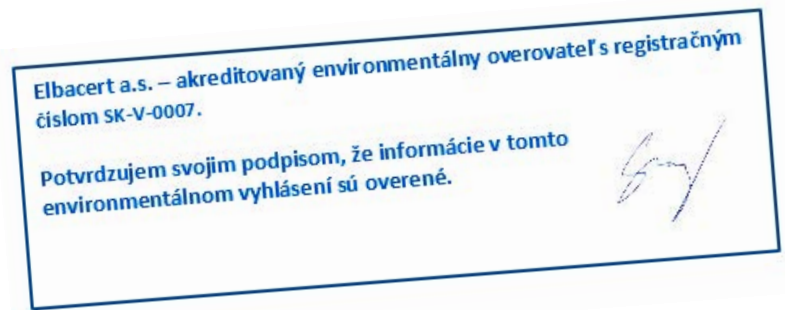 Elbacert a.s. – akreditovaný environmentálny overovateľ s registračným
číslom SK-V-0007.
Potvrdzujem svojim podpisom, že informácie v tomto
environmentálnom vyhlásení sú overené.